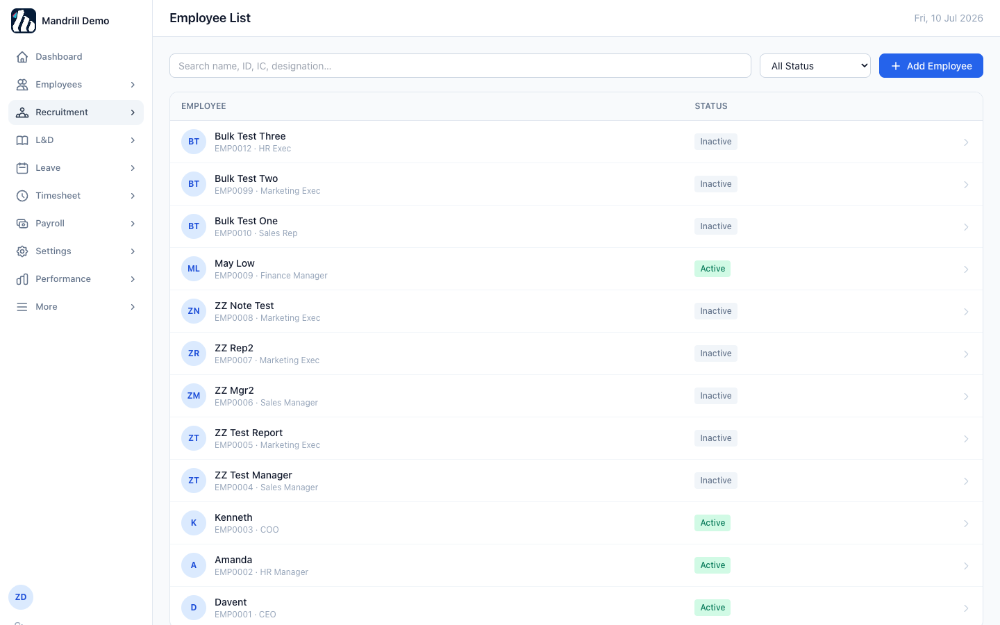 Mandrill Demo
Dashboard
Employees
Recruitment
L&D
Leave
Timesheet
Payroll
Settings
Performance
More
ZD
Employee List
Fri, 10 Jul 2026
Search name, ID, IC, designation...
All Status
Add Employee
EMPLOYEE STATUS
BT Bulk Test Three
EMP0012 · HR Exec
Inactive
BT Bulk Test Two
EMP0099 · Marketing Exec
Inactive
BT Bulk Test One
EMP0010 · Sales Rep
Inactive
ML May Low
EMP0009 · Finance Manager
Active
ZN ZZ Note Test
EMP0008 · Marketing Exec
Inactive
ZR ZZ Rep2
EMP0007 · Marketing Exec
Inactive
ZM ZZ Mgr2
EMP0006 · Sales Manager
Inactive
ZT ZZ Test Report
EMP0005 · Marketing Exec
Inactive
ZT ZZ Test Manager
EMP0004 · Sales Manager
Inactive
K Kenneth
EMP0003 · COO
Active
A Amanda
EMP0002 · HR Manager
Active
D Davent
EMP0001 · CEO
Active